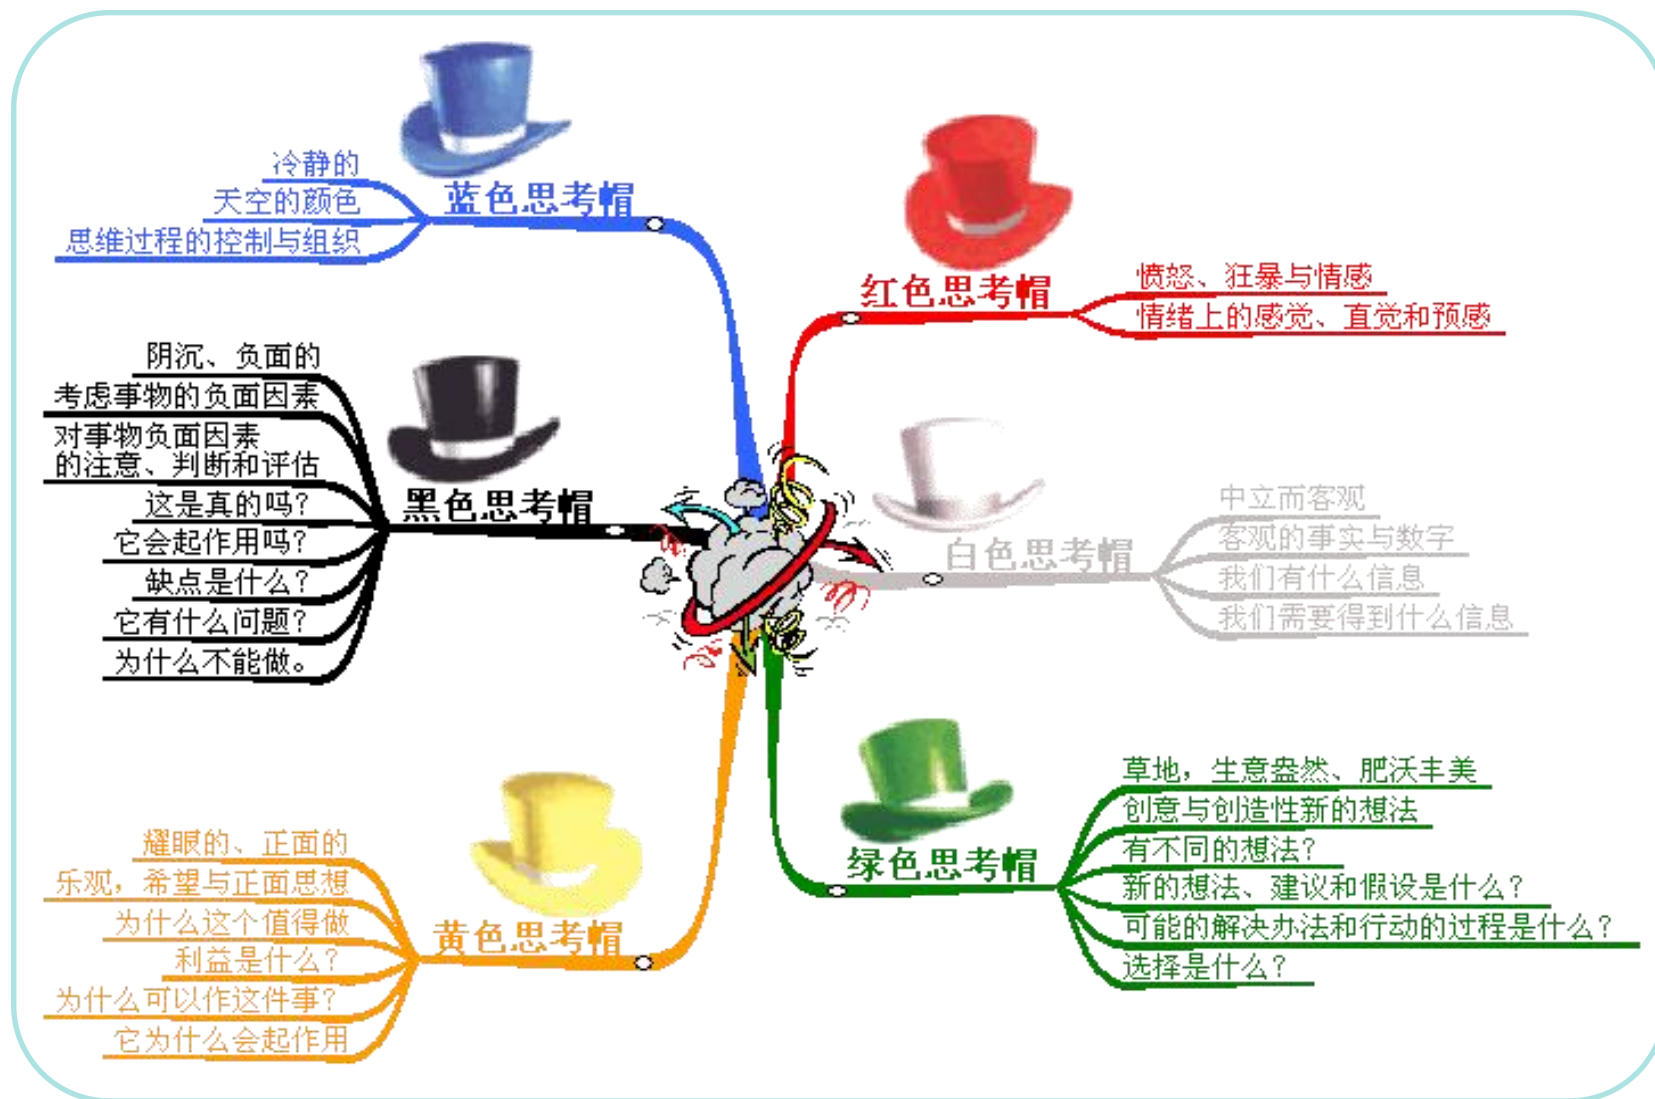 冷静的
天空的颜色
思维过程的控制与组织
蓝色思考帽
红色思考帽
愤怒、狂暴与情感
情绪上的感觉、直觉和预感
阴沉、负面的
考虑事物的负面因素
对事物负面因素
的注意、判断和评估
这是真的吗?
它会起作用吗?
缺点是什么?
它有什么问题?
为什么不能做。
黑色思考帽
白色思考帽
中立而客观
客观的事实与数字
我们有什么信息
我们需要得到什么信息
耀眼的、正面的
乐观，希望与正面思想
为什么这个值得做
利益是什么?
为什么可以作这件事?
它为什么会起作用
黄色思考帽
绿色思考帽
草地，生意盎然、肥沃丰美
创意与创造性新的想法
有不同的想法?
新的想法、建议和假设是什么?
可能的解决办法和行动的过程是什么?
选择是什么?